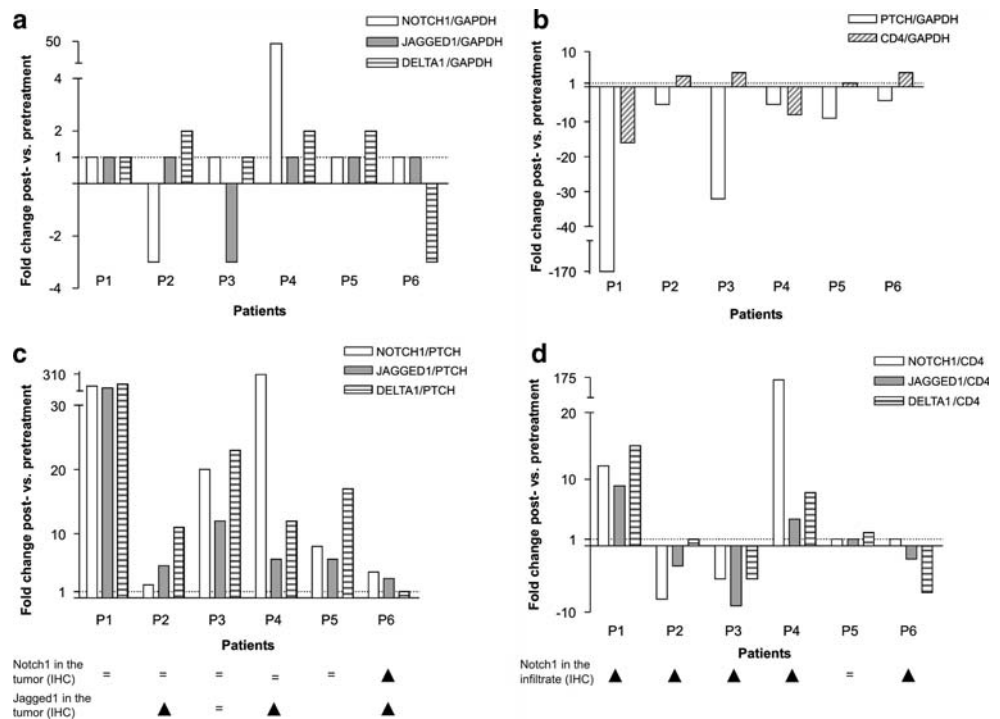 a
NOTCH1/GAPDH
JAGGED1/GAPDH
DELTA1/GAPDH
Fold change post- vs. pretreatment
50
4
2
1
-2
-4
P1 P2 P3 P4 P5 P6
Patients
b
PTCH/GAPDH
CD4/GAPDH
Fold change post- vs. pretreatment
10
1
-10
-20
-30
-40
-170
P1 P2 P3 P4 P5 P6
Patients
c
NOTCH1/PTCH
JAGGED1/PTCH
DELTA1/PTCH
Fold change post- vs. pretreatment
310
30
20
10
1
P1 P2 P3 P4 P5 P6
Patients
Notch1 in the
tumor (IHC) = = = = = ▲
Jagged1 in the
tumor (IHC) ▲ = ▲ ▲
d
NOTCH1/CD4
JAGGED1/CD4
DELTA1/CD4
Fold change post- vs. pretreatment
175
20
10
1
-10
P1 P2 P3 P4 P5 P6
Patients
Notch1 in the
infiltrate (IHC) ▲ ▲ ▲ ▲ = ▲